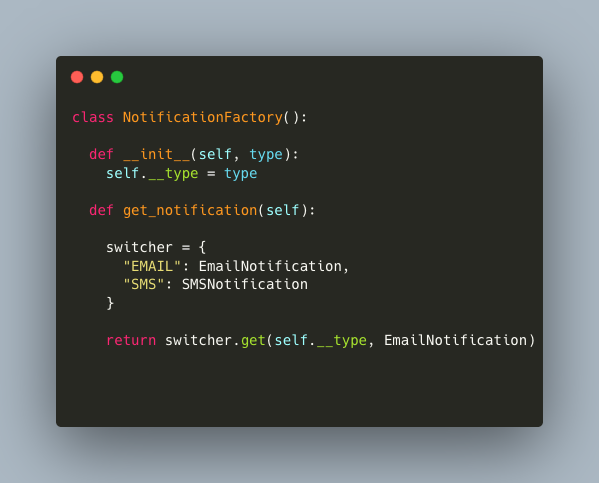 class NotificationFactory():
def __init__(self, type):
self.__type = type
def get_notification(self):
switcher = {
"EMAIL": EmailNotification,
"SMS": SMSNotification
}
return switcher.get(self.__type, EmailNotification)